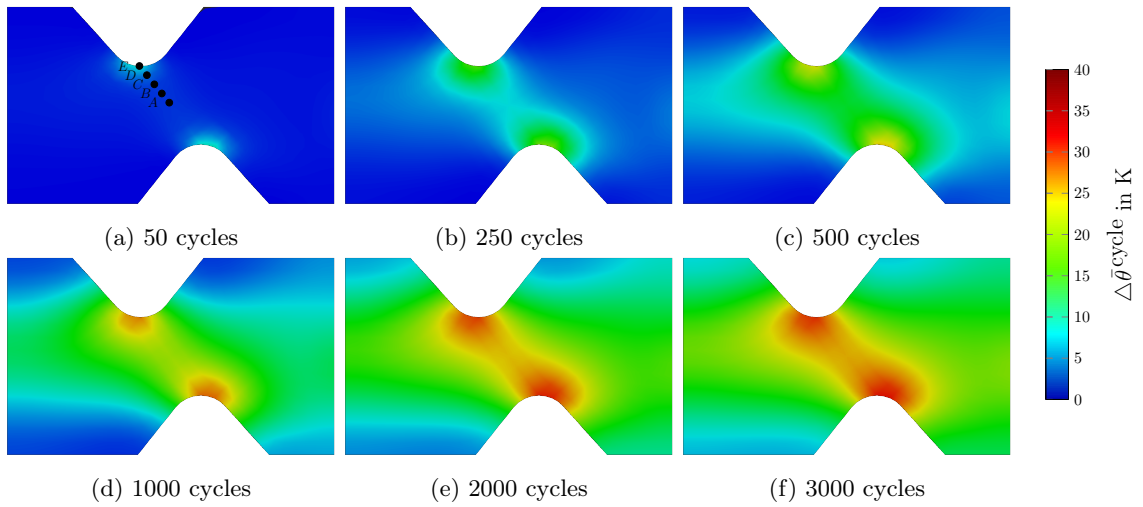 E
D
C
B
A
(a) 50 cycles
(b) 250 cycles
(c) 500 cycles
(d) 1000 cycles
(e) 2000 cycles
(f) 3000 cycles
40
35
30
25
20
15
10
5
0
△θ̄^cycle in K